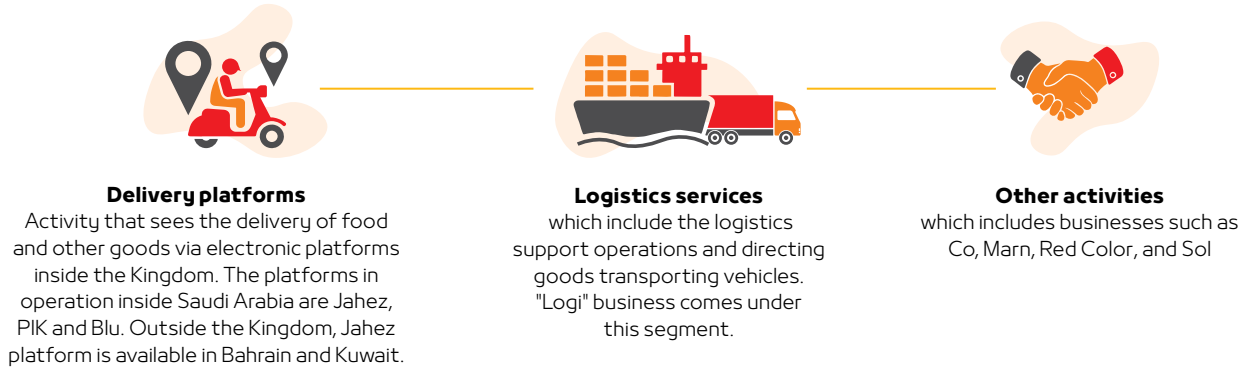 Delivery platforms
Activity that sees the delivery of food
and other goods via electronic platforms
inside the Kingdom. The platforms in
operation inside Saudi Arabia are Jahez,
PIK and Blu. Outside the Kingdom, Jahez
platform is available in Bahrain and Kuwait.
Logistics services
which include the logistics
support operations and directing
goods transporting vehicles.
"Logi" business comes under
this segment.
Other activities
which includes businesses such as
Co, Marn, Red Color, and Sol